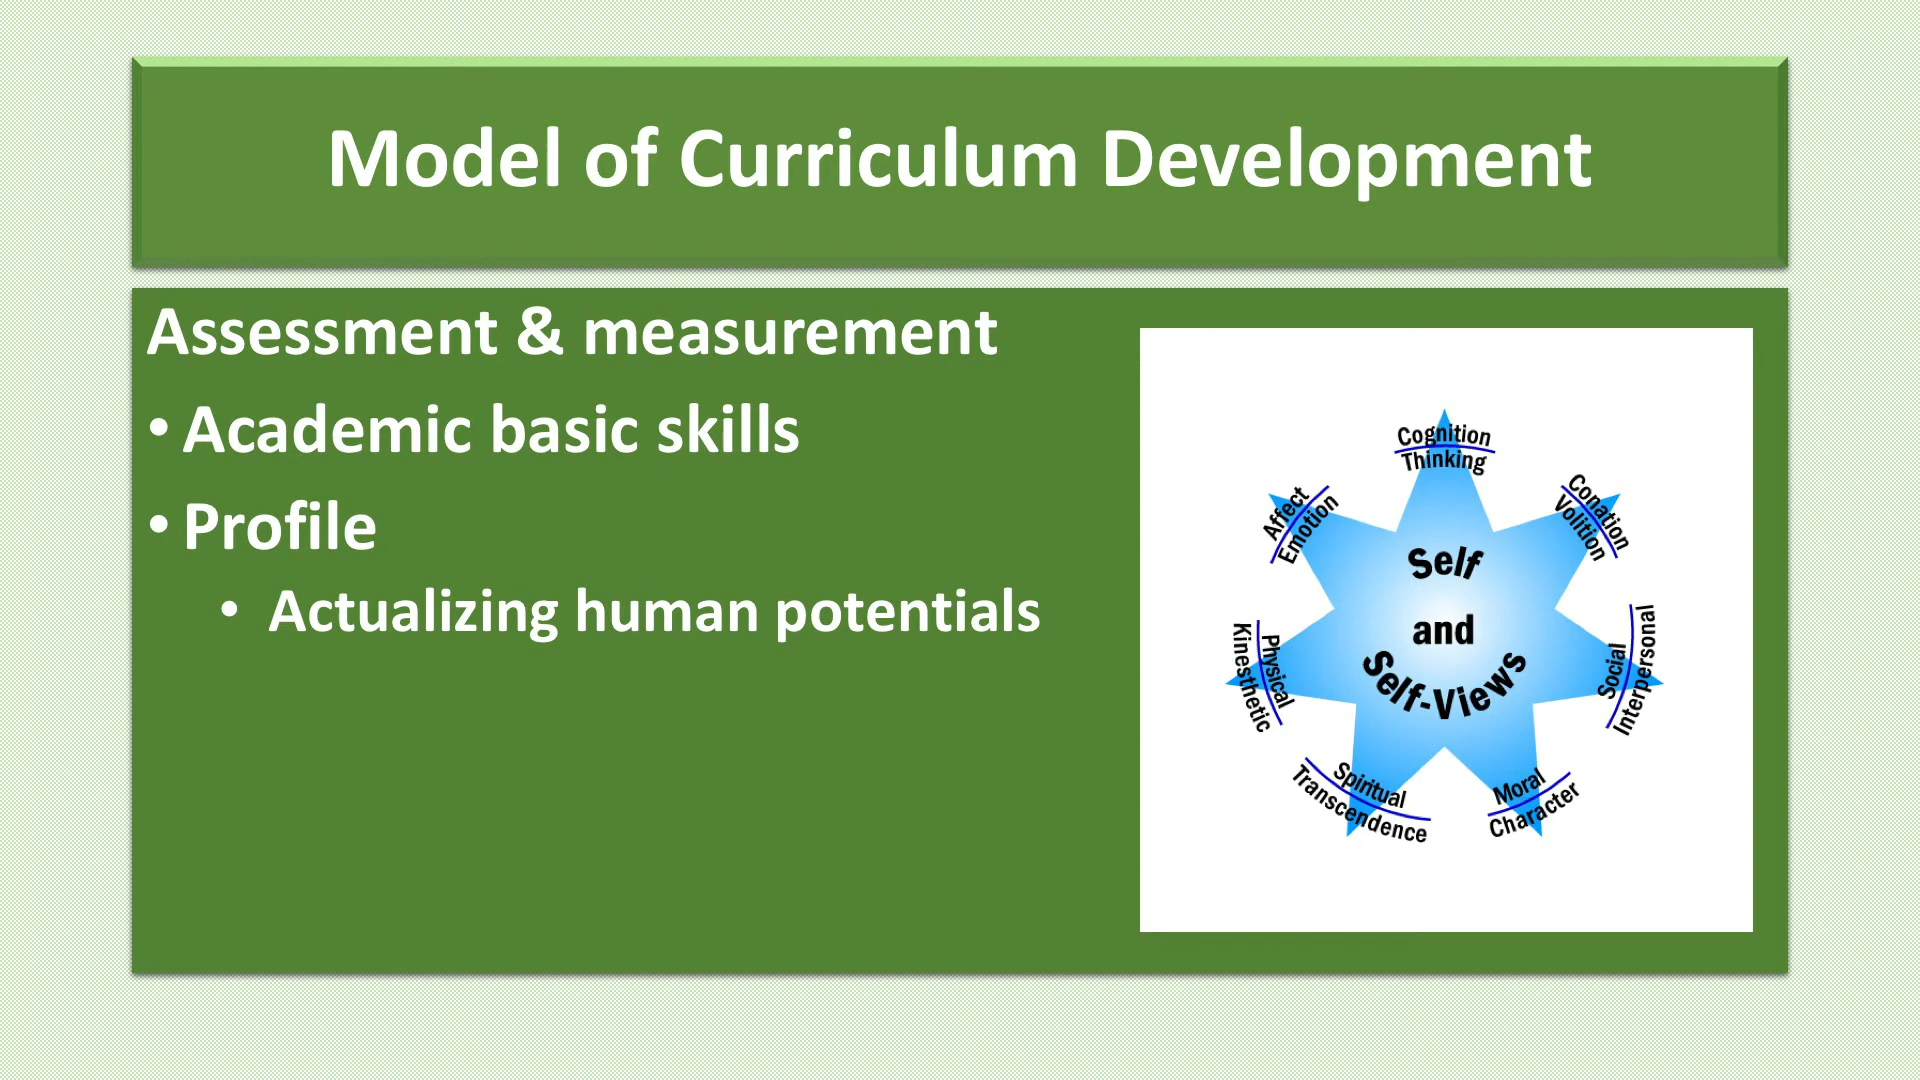 Model of Curriculum Development
Assessment & measurement
• Academic basic skills
• Profile
• Actualizing human potentials
Cognition
Thinking
Conation
Volition
Social
Interpersonal
Moral
Character
Spiritual
Transcendence
Physical
Kinesthetic
Affect
Emotion
Self
and
Self-Views